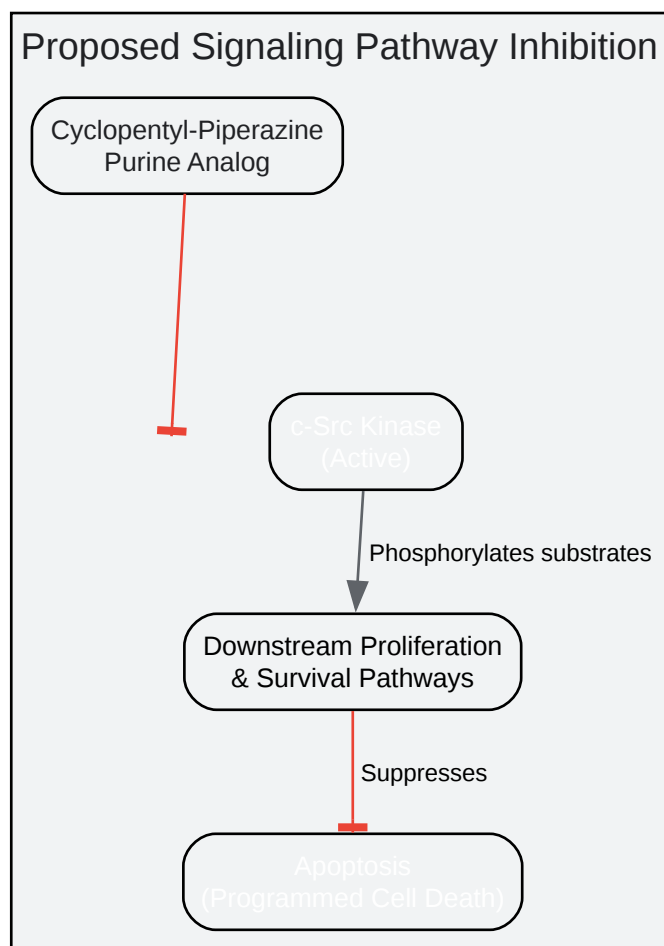 Proposed Signaling Pathway Inhibition
Cyclopentyl-Piperazine
Purine Analog
c-Src Kinase
(Active)
Phosphorylates substrates
Downstream Proliferation
& Survival Pathways
Suppresses
Apoptosis
(Programmed Cell Death)